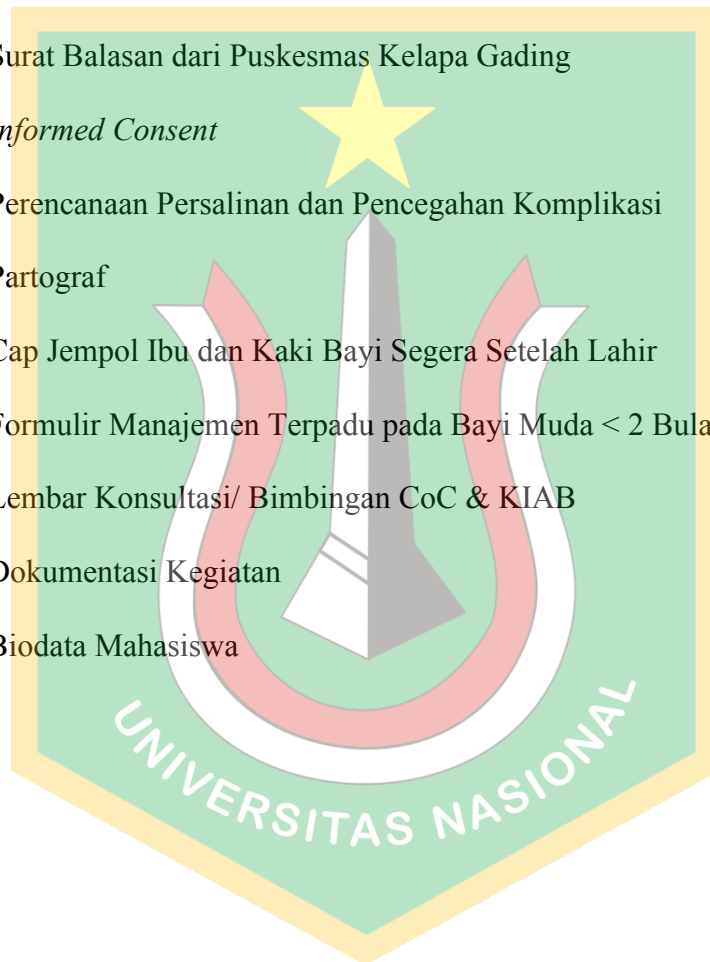 Surat Balasan dari Puskesmas Kelapa Gading
nformed Consent
Perencanaan Persalinan dan Pencegahan Komplikasi
Partograf
Cap Jempol Ibu dan Kaki Bayi Segera Setelah Lahir
Formulir Manajemen Terpadu pada Bayi Muda < 2 Bula
Lembar Konsultasi/ Bimbingan CoC & KIAB
Dokumentasi Kegiatan
Biodata Mahasiswa
UNIVERSITAS NASIONAL